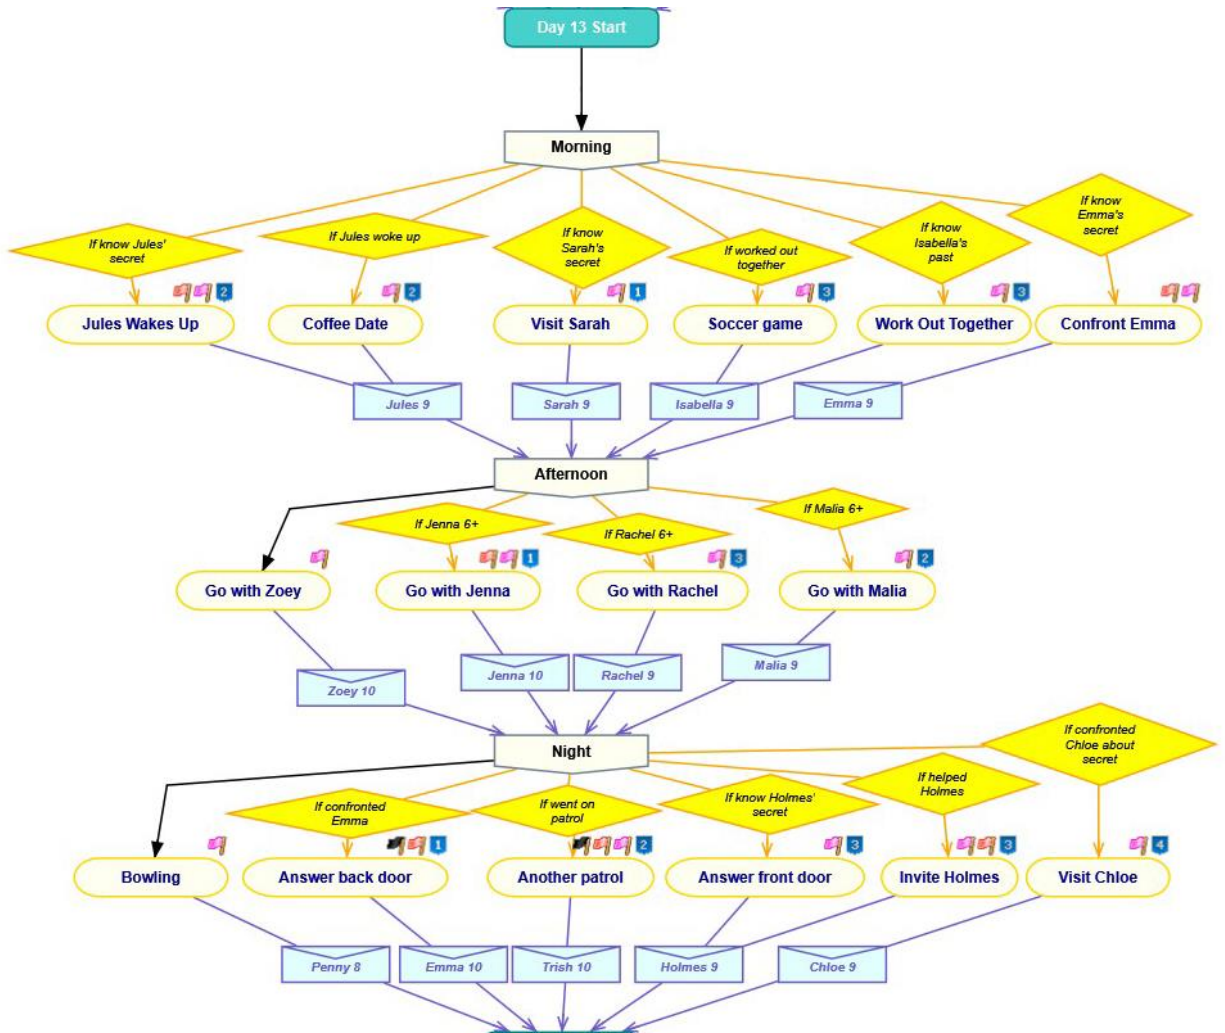 Day 13 Start
Morning
If know Jules'
secret
If Jules woke up
If know
Sarah's
secret
If worked out
together
If know
Isabella's
past
If know
Emma's
secret
2
2
1
3
3
Jules Wakes Up
Coffee Date
Visit Sarah
Soccer game
Work Out Together
Confront Emma
Jules 9
Sarah 9
Isabella 9
Emma 9
Afternoon
If Jenna 6+
If Rachel 6+
If Malia 6+
1
3
2
Go with Zoey
Go with Jenna
Go with Rachel
Go with Malia
Zoey 10
Jenna 10
Rachel 9
Malia 9
Night
If confronted
Emma
If went on
patrol
If know Holmes'
secret
If helped
Holmes
If confronted
Chloe about
secret
1
2
3
3
4
Bowling
Answer back door
Another patrol
Answer front door
Invite Holmes
Visit Chloe
Penny 8
Emma 10
Trish 10
Holmes 9
Chloe 9